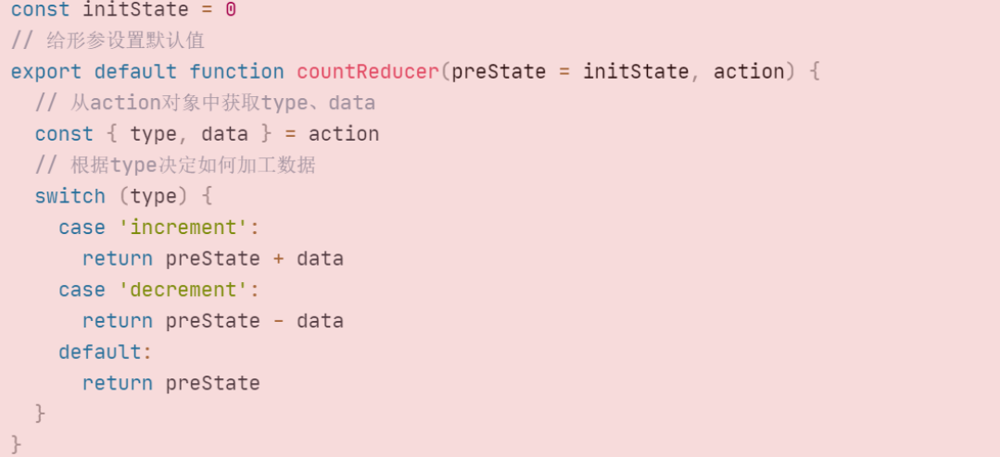 const initState = 0
// 给形参设置默认值
export default function countReducer(preState = initState, action) {
  // 从action对象中获取type、data
  const { type, data } = action
  // 根据type决定如何加工数据
  switch (type) {
    case 'increment':
      return preState + data
    case 'decrement':
      return preState - data
    default:
      return preState
  }
}